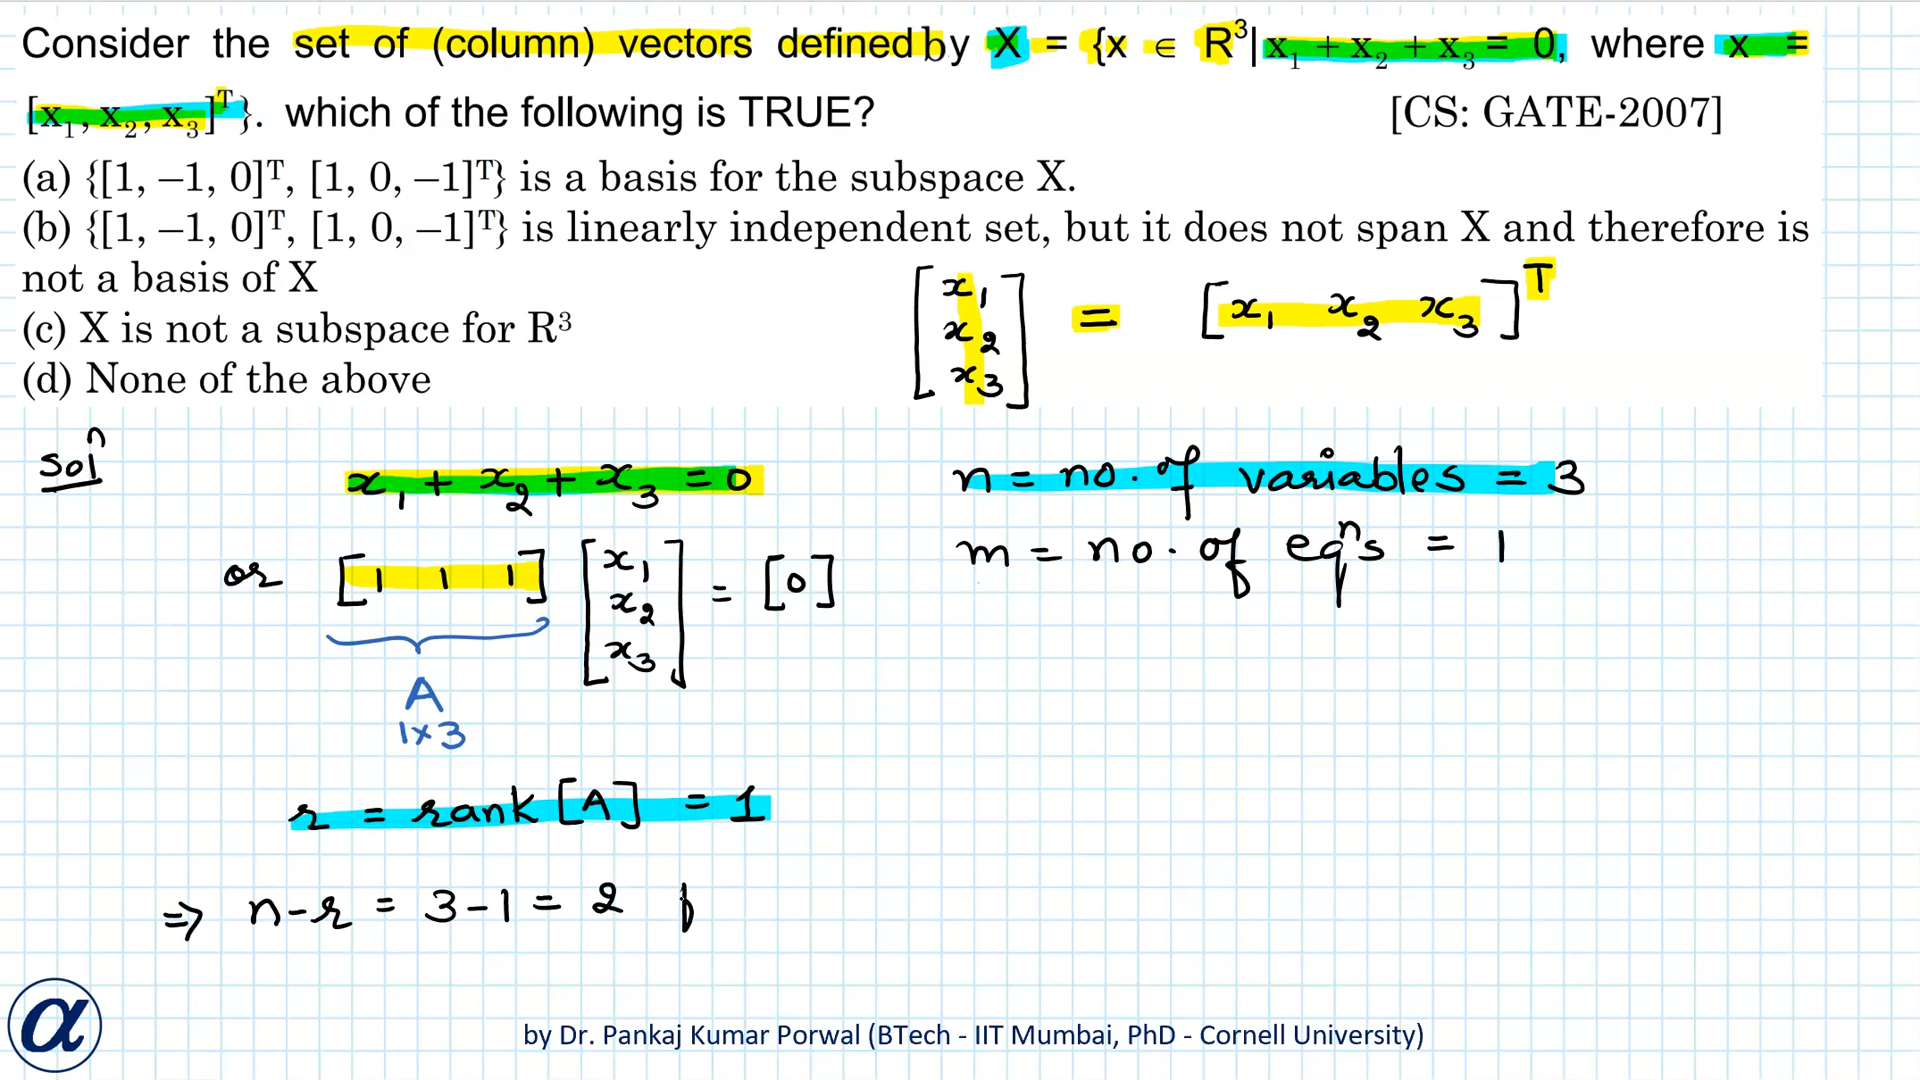 Consider the set of (column) vectors defined by X = {x ∈ R³| x₁ + x₂ + x₃ = 0, where x =
[x₁, x₂, x₃]ᵀ}. which of the following is TRUE? [CS: GATE-2007]
(a) {[1, –1, 0]ᵀ, [1, 0, –1]ᵀ} is a basis for the subspace X.
(b) {[1, –1, 0]ᵀ, [1, 0, –1]ᵀ} is linearly independent set, but it does not span X and therefore is
not a basis of X
(c) X is not a subspace for R³
(d) None of the above
[x₁ x₂ x₃] = [x₁ x₂ x₃]ᵀ
Solⁿ
x₁ + x₂ + x₃ = 0
n = no. of variables = 3
m = no. of eqⁿs = 1
or [1 1 1] [x₁ x₂ x₃] = [0]
A
1×3
r = rank [A] = 1
⇒ n - r = 3 - 1 = 2
α
by Dr. Pankaj Kumar Porwal (BTech - IIT Mumbai, PhD - Cornell University)